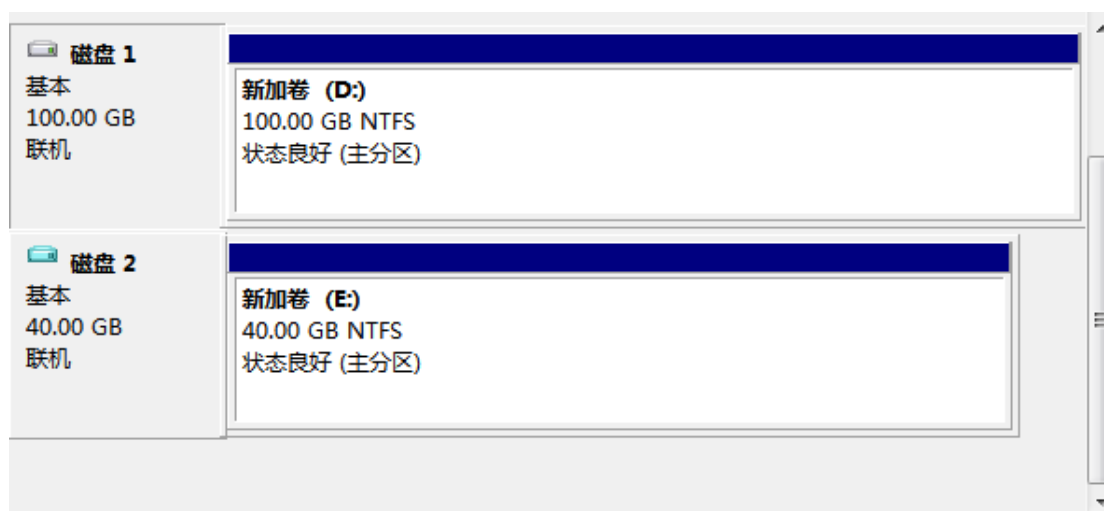 磁盘 1
基本
100.00 GB
联机
新加卷 (D:)
100.00 GB NTFS
状态良好 (主分区)
磁盘 2
基本
40.00 GB
联机
新加卷 (E:)
40.00 GB NTFS
状态良好 (主分区)